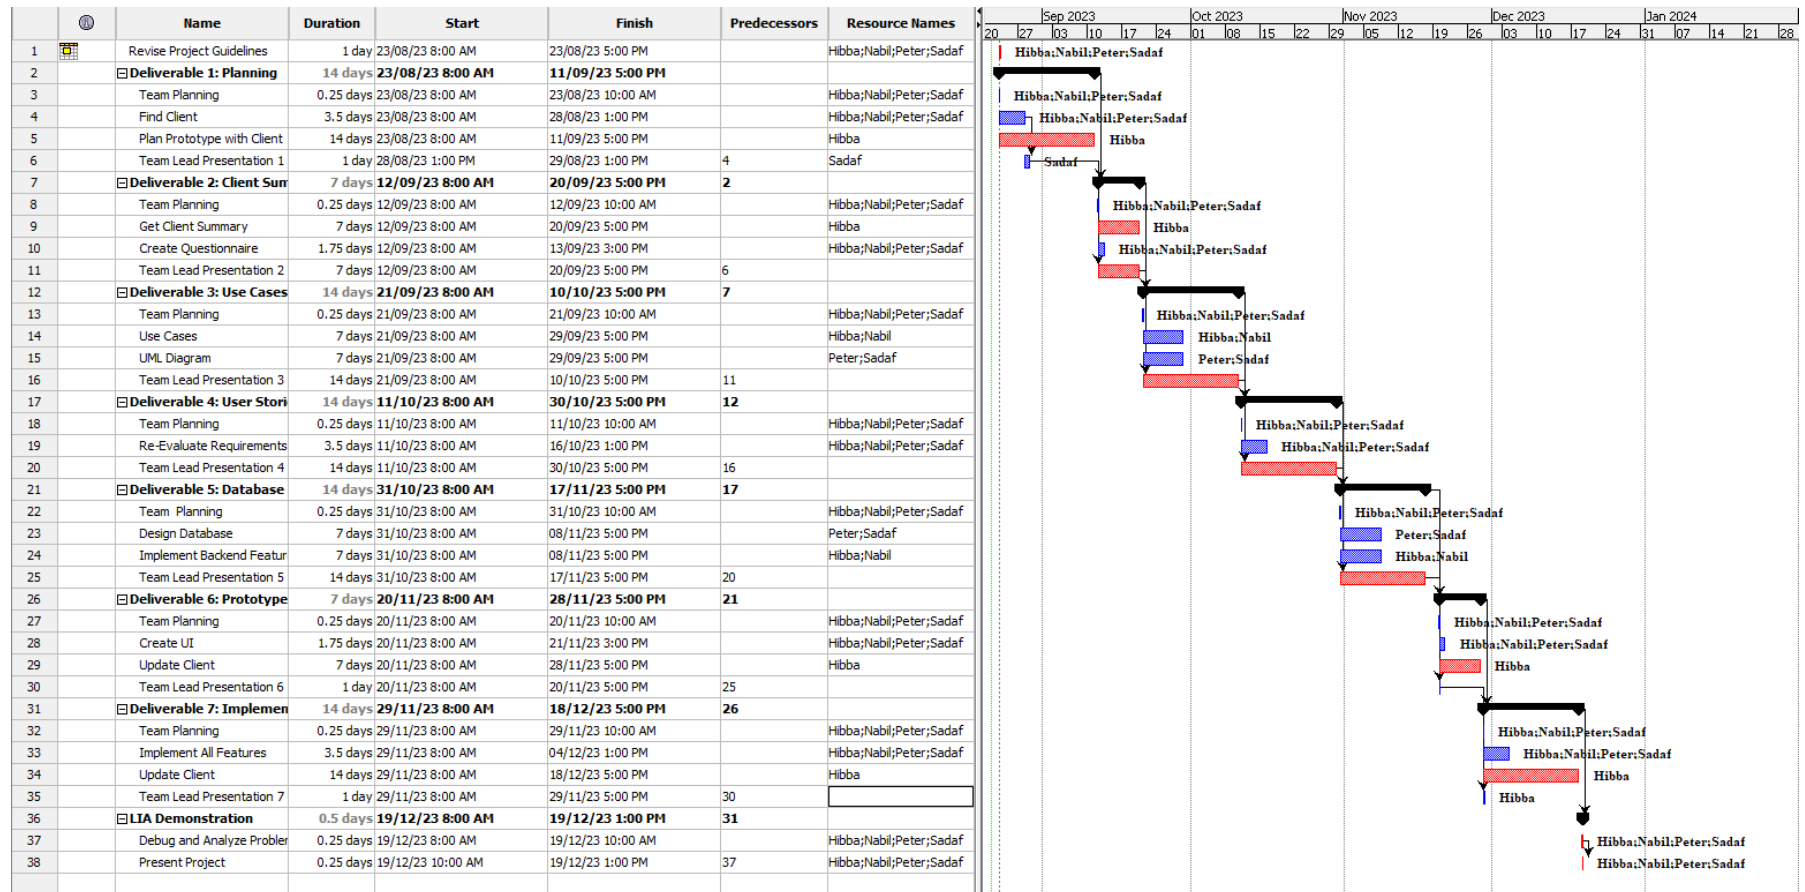 Name Duration Start Finish Predecessors Resource Names
Sep 2023 Oct 2023 Nov 2023 Dec 2023 Jan 2024
20 27 03 10 17 24 01 08 15 22 29 05 12 19 26 03 10 17 24 31 07 14 21 28
1 Revise Project Guidelines 1 day 23/08/23 8:00 AM 23/08/23 5:00 PM Hibba;Nabil;Peter;Sadaf Hibba;Nabil;Peter;Sadaf
2 Deliverable 1: Planning 14 days 23/08/23 8:00 AM 11/09/23 5:00 PM
3 Team Planning 0.25 days 23/08/23 8:00 AM 23/08/23 10:00 AM Hibba;Nabil;Peter;Sadaf Hibba;Nabil;Peter;Sadaf
4 Find Client 3.5 days 23/08/23 8:00 AM 28/08/23 1:00 PM Hibba;Nabil;Peter;Sadaf Hibba;Nabil;Peter;Sadaf
5 Plan Prototype with Client 14 days 23/08/23 8:00 AM 11/09/23 5:00 PM Hibba Hibba
6 Team Lead Presentation 1 1 day 28/08/23 1:00 PM 29/08/23 1:00 PM 4 Sadaf Sadaf
7 Deliverable 2: Client Sum 7 days 12/09/23 8:00 AM 20/09/23 5:00 PM 2
8 Team Planning 0.25 days 12/09/23 8:00 AM 12/09/23 10:00 AM Hibba;Nabil;Peter;Sadaf Hibba;Nabil;Peter;Sadaf
9 Get Client Summary 7 days 12/09/23 8:00 AM 20/09/23 5:00 PM Hibba Hibba
10 Create Questionnaire 1.75 days 12/09/23 8:00 AM 13/09/23 3:00 PM Hibba;Nabil;Peter;Sadaf Hibba;Nabil;Peter;Sadaf
11 Team Lead Presentation 2 7 days 12/09/23 8:00 AM 20/09/23 5:00 PM 6
12 Deliverable 3: Use Cases 14 days 21/09/23 8:00 AM 10/10/23 5:00 PM 7
13 Team Planning 0.25 days 21/09/23 8:00 AM 21/09/23 10:00 AM Hibba;Nabil;Peter;Sadaf Hibba;Nabil;Peter;Sadaf
14 Use Cases 7 days 21/09/23 8:00 AM 29/09/23 5:00 PM Hibba;Nabil Hibba;Nabil
15 UML Diagram 7 days 21/09/23 8:00 AM 29/09/23 5:00 PM Peter;Sadaf Peter;Sadaf
16 Team Lead Presentation 3 14 days 21/09/23 8:00 AM 10/10/23 5:00 PM 11
17 Deliverable 4: User Stori 14 days 11/10/23 8:00 AM 30/10/23 5:00 PM 12
18 Team Planning 0.25 days 11/10/23 8:00 AM 11/10/23 10:00 AM Hibba;Nabil;Peter;Sadaf Hibba;Nabil;Peter;Sadaf
19 Re-Evaluate Requirements 3.5 days 11/10/23 8:00 AM 16/10/23 1:00 PM Hibba;Nabil;Peter;Sadaf Hibba;Nabil;Peter;Sadaf
20 Team Lead Presentation 4 14 days 11/10/23 8:00 AM 30/10/23 5:00 PM 16
21 Deliverable 5: Database 14 days 31/10/23 8:00 AM 17/11/23 5:00 PM 17
22 Team Planning 0.25 days 31/10/23 8:00 AM 31/10/23 10:00 AM Hibba;Nabil;Peter;Sadaf Hibba;Nabil;Peter;Sadaf
23 Design Database 7 days 31/10/23 8:00 AM 08/11/23 5:00 PM Peter;Sadaf Peter;Sadaf
24 Implement Backend Featur 7 days 31/10/23 8:00 AM 08/11/23 5:00 PM Hibba;Nabil Hibba;Nabil
25 Team Lead Presentation 5 14 days 31/10/23 8:00 AM 17/11/23 5:00 PM 20
26 Deliverable 6: Prototype 7 days 20/11/23 8:00 AM 28/11/23 5:00 PM 21
27 Team Planning 0.25 days 20/11/23 8:00 AM 20/11/23 10:00 AM Hibba;Nabil;Peter;Sadaf Hibba;Nabil;Peter;Sadaf
28 Create UI 1.75 days 20/11/23 8:00 AM 21/11/23 3:00 PM Hibba;Nabil;Peter;Sadaf Hibba;Nabil;Peter;Sadaf
29 Update Client 7 days 20/11/23 8:00 AM 28/11/23 5:00 PM Hibba Hibba
30 Team Lead Presentation 6 1 day 20/11/23 8:00 AM 20/11/23 5:00 PM 25
31 Deliverable 7: Implemen 14 days 29/11/23 8:00 AM 18/12/23 5:00 PM 26
32 Team Planning 0.25 days 29/11/23 8:00 AM 29/11/23 10:00 AM Hibba;Nabil;Peter;Sadaf Hibba;Nabil;Peter;Sadaf
33 Implement All Features 3.5 days 29/11/23 8:00 AM 04/12/23 1:00 PM Hibba;Nabil;Peter;Sadaf Hibba;Nabil;Peter;Sadaf
34 Update Client 14 days 29/11/23 8:00 AM 18/12/23 5:00 PM Hibba Hibba
35 Team Lead Presentation 7 1 day 29/11/23 8:00 AM 29/11/23 5:00 PM 30 Hibba
36 LIA Demonstration 0.5 days 19/12/23 8:00 AM 19/12/23 1:00 PM 31
37 Debug and Analyze Probler 0.25 days 19/12/23 8:00 AM 19/12/23 10:00 AM Hibba;Nabil;Peter;Sadaf Hibba;Nabil;Peter;Sadaf
38 Present Project 0.25 days 19/12/23 10:00 AM 19/12/23 1:00 PM 37 Hibba;Nabil;Peter;Sadaf Hibba;Nabil;Peter;Sadaf